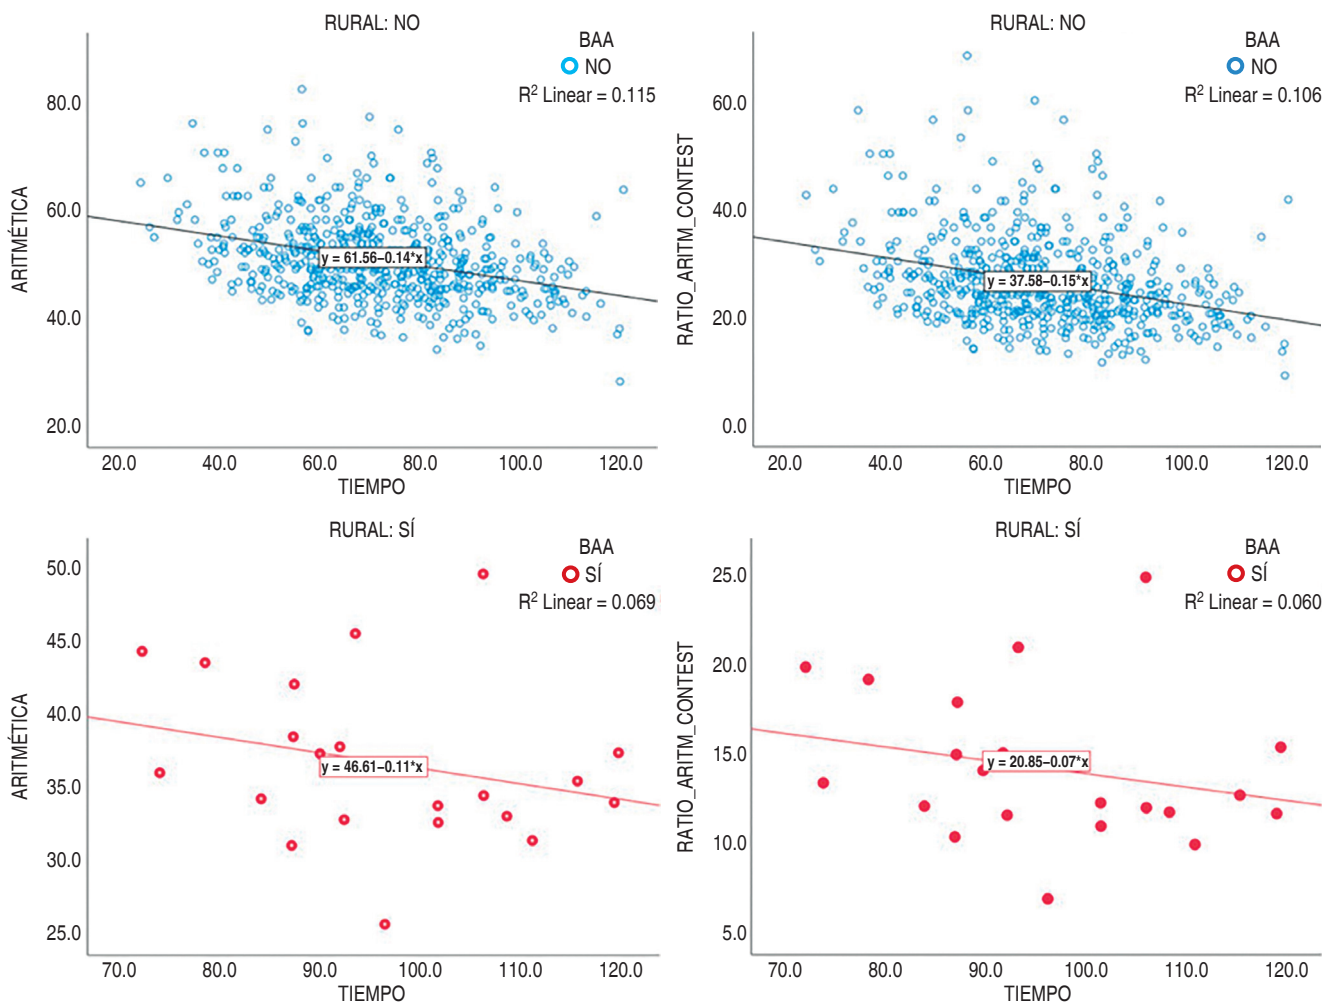 RURAL: NO
BAA
NO
R² Linear = 0.115
ARITMÉTICA
80.0
60.0
40.0
20.0
y = 61.56–0.14*x
20.0 40.0 60.0 80.0 100.0 120.0
TIEMPO
RURAL: NO
BAA
NO
R² Linear = 0.106
RATIO_ARITM_CONTEST
60.0
40.0
20.0
0.0
y = 37.58–0.15*x
20.0 40.0 60.0 80.0 100.0 120.0
TIEMPO
RURAL: SÍ
BAA
SÍ
R² Linear = 0.069
ARITMÉTICA
50.0
45.0
40.0
35.0
30.0
25.0
y = 46.61–0.11*x
70.0 80.0 90.0 100.0 110.0 120.0
TIEMPO
RURAL: SÍ
BAA
SÍ
R² Linear = 0.060
RATIO_ARITM_CONTEST
25.0
20.0
15.0
10.0
5.0
y = 20.85–0.07*x
70.0 80.0 90.0 100.0 110.0 120.0
TIEMPO